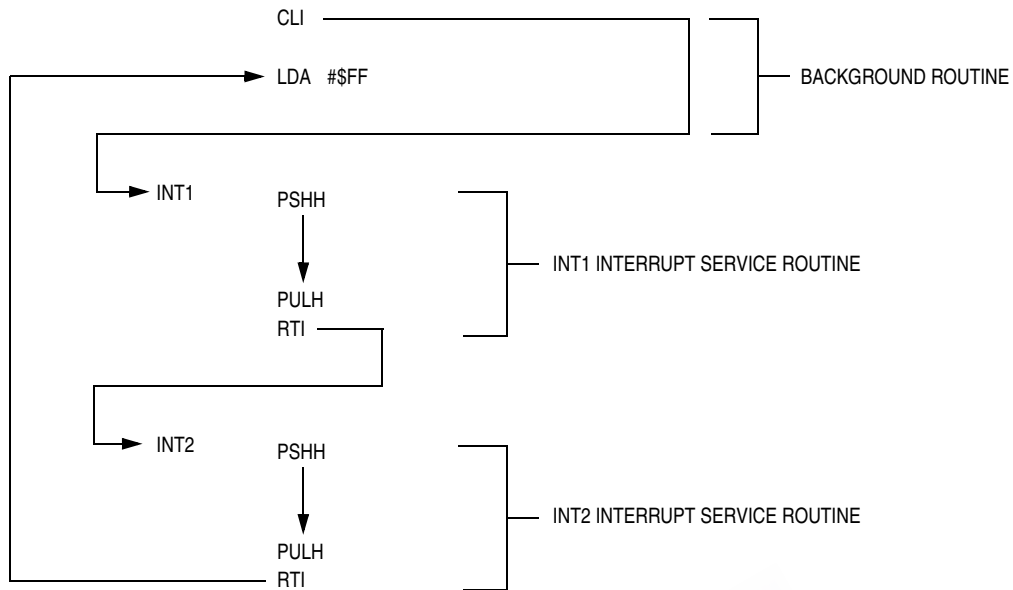 CLI
LDA #$FF
BACKGROUND ROUTINE
INT1
PSHH
INT1 INTERRUPT SERVICE ROUTINE
PULH
RTI
INT2
PSHH
INT2 INTERRUPT SERVICE ROUTINE
PULH
RTI